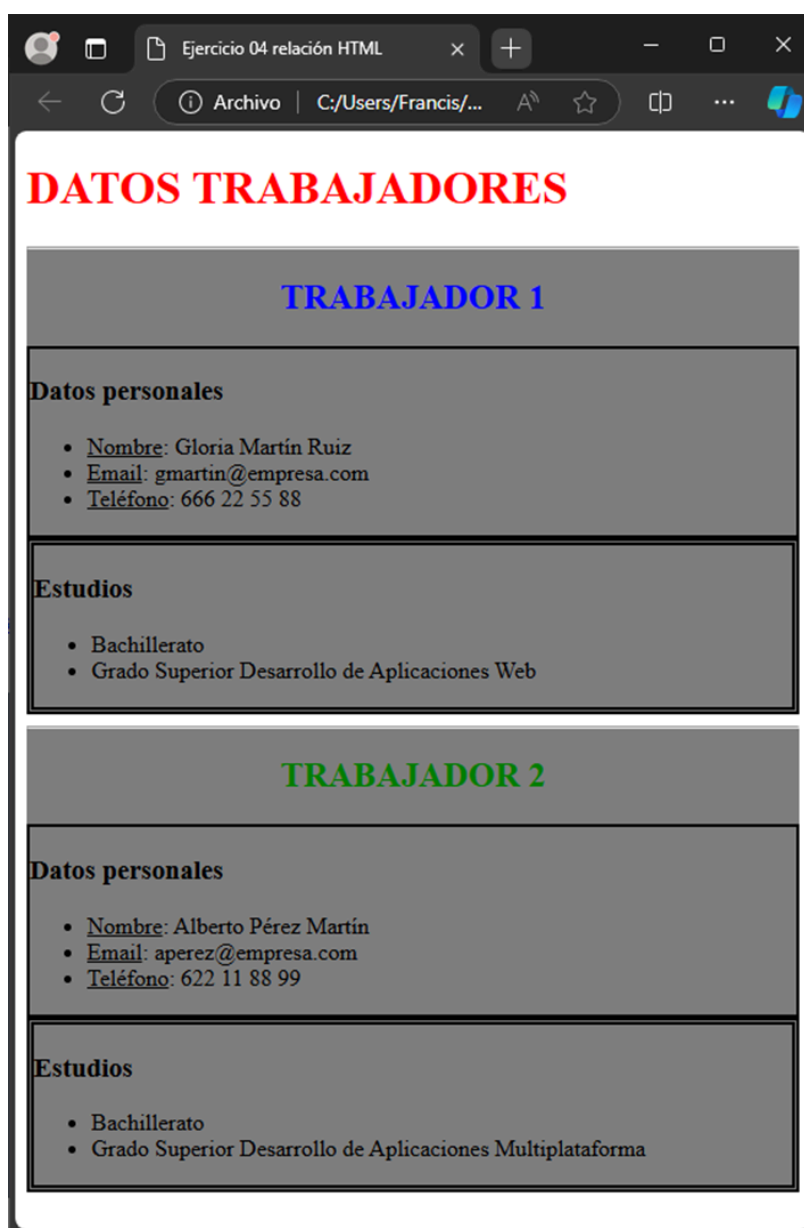 Ejercicio 04 relación HTML
Archivo | C:/Users/Francis/...
DATOS TRABAJADORES
TRABAJADOR 1
Datos personales
• Nombre: Gloria Martín Ruiz
• Email: gmartin@empresa.com
• Teléfono: 666 22 55 88
Estudios
• Bachillerato
• Grado Superior Desarrollo de Aplicaciones Web
TRABAJADOR 2
Datos personales
• Nombre: Alberto Pérez Martín
• Email: aperez@empresa.com
• Teléfono: 622 11 88 99
Estudios
• Bachillerato
• Grado Superior Desarrollo de Aplicaciones Multiplataforma